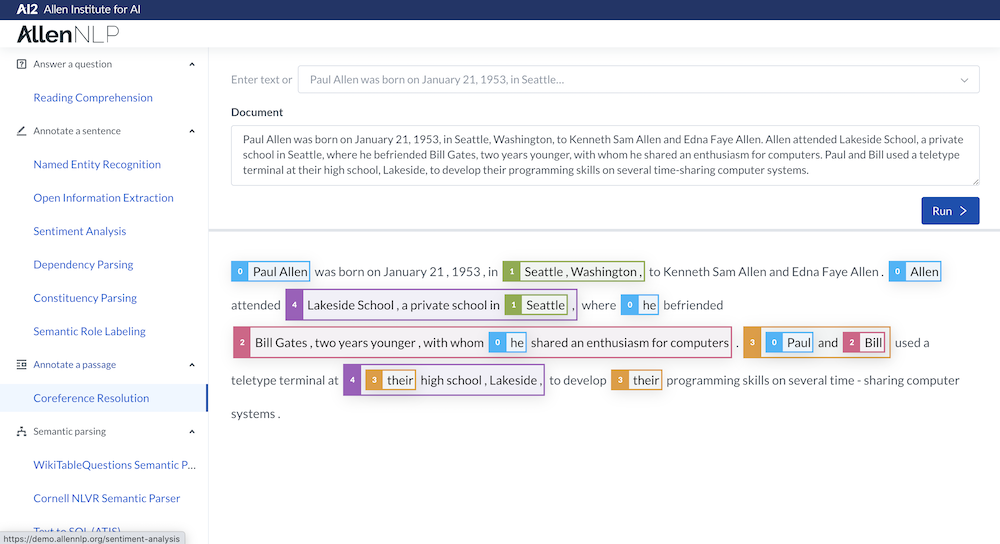 AI2 Allen Institute for AI
AllenNLP
Answer a question
Reading Comprehension
Annotate a sentence
Named Entity Recognition
Open Information Extraction
Sentiment Analysis
Dependency Parsing
Constituency Parsing
Semantic Role Labeling
Annotate a passage
Coreference Resolution
Semantic parsing
WikiTableQuestions Semantic P...
Cornell NLVR Semantic Parser
Text to SQL (ATIS)
https://demo.allennlp.org/sentiment-analysis
Enter text or Paul Allen was born on January 21, 1953, in Seattle...
Document
Paul Allen was born on January 21, 1953, in Seattle, Washington, to Kenneth Sam Allen and Edna Faye Allen. Allen attended Lakeside School, a private
school in Seattle, where he befriended Bill Gates, two years younger, with whom he shared an enthusiasm for computers. Paul and Bill used a teletype
terminal at their high school, Lakeside, to develop their programming skills on several time-sharing computer systems.
Run
0 Paul Allen was born on January 21 , 1953 , in 1 Seattle , Washington , to Kenneth Sam Allen and Edna Faye Allen . 0 Allen
attended 4 Lakeside School , a private school in 1 Seattle , where 0 he befriended
2 Bill Gates , two years younger , with whom 0 he shared an enthusiasm for computers . 3 0 Paul and 2 Bill used a
teletype terminal at 4 3 their high school , Lakeside , to develop 3 their programming skills on several time - sharing computer
systems .